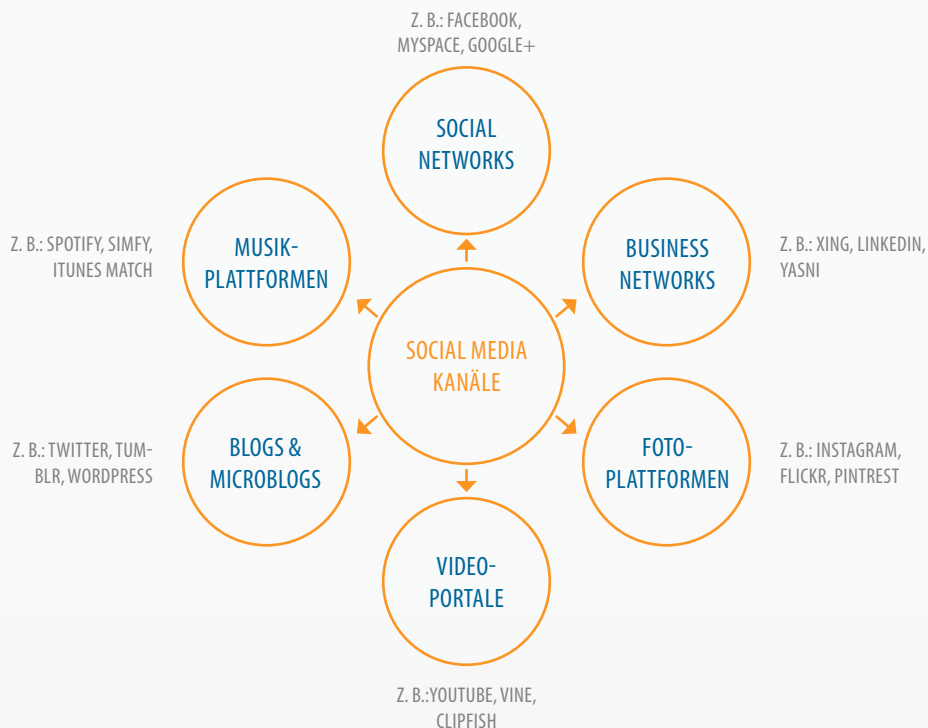 Z. B.: FACEBOOK,
MYSPACE, GOOGLE+
SOCIAL
NETWORKS
Z. B.: SPOTIFY, SIMFY,
ITUNES MATCH
MUSIK-
PLATTFORMEN
BUSINESS
NETWORKS
Z. B.: XING, LINKEDIN,
YASNI
SOCIAL MEDIA
KANÄLE
Z. B.: TWITTER, TUM-
BLR, WORDPRESS
BLOGS &
MICROBLOGS
FOTO-
PLATTFORMEN
Z. B.: INSTAGRAM,
FLICKR, PINTREST
VIDEO-
PORTALE
Z. B.:YOUTUBE, VINE,
CLIPFISH